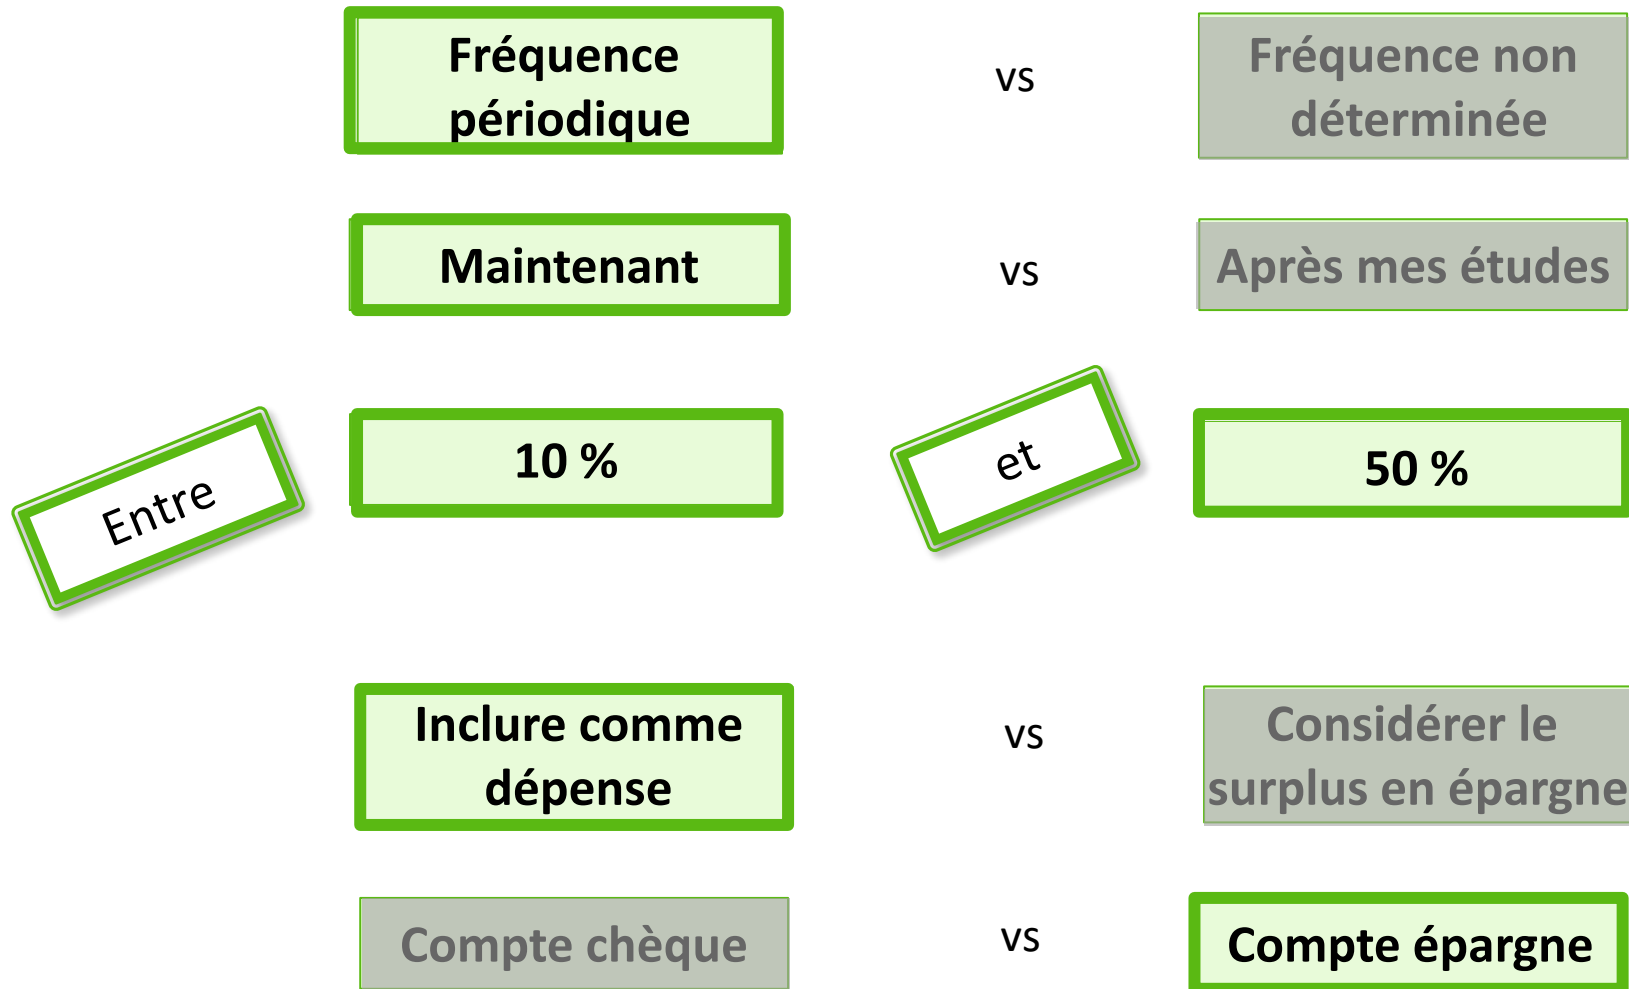 Fréquence
périodique
vs
Fréquence non
déterminée
Maintenant
vs
Après mes études
Entre
10 %
et
50 %
Inclure comme
dépense
vs
Considérer le
surplus en épargne
Compte chèque
vs
Compte épargne